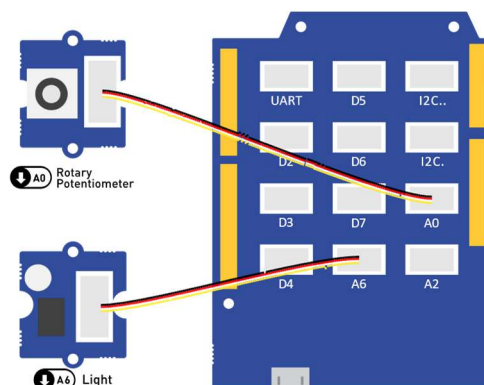 UART D5 I2C..
D2 D6 I2C.
A0 Rotary
Potentiometer
D3 D7 A0
D4 A6 A2
A6 Light